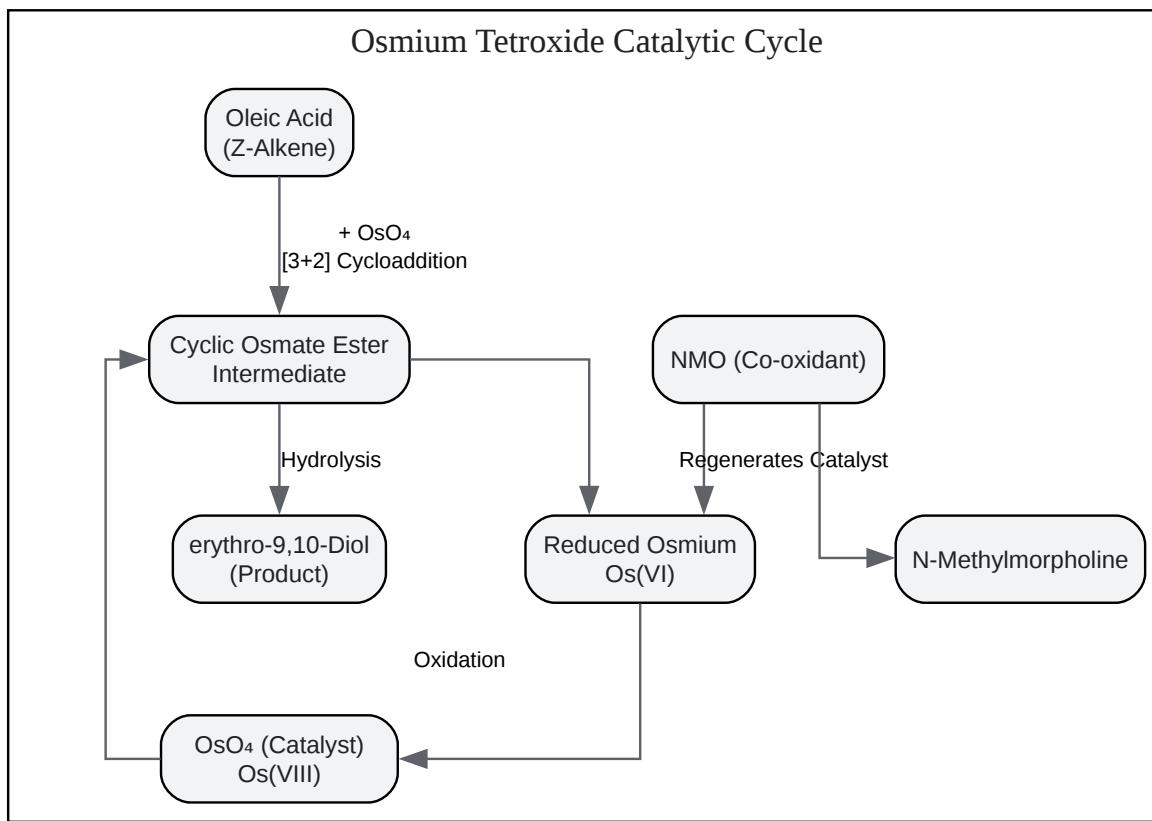 Osmium Tetroxide Catalytic Cycle
Oleic Acid
(Z-Alkene)
+ OsO₄
[3+2] Cycloaddition
Cyclic Osmate Ester
Intermediate
NMO (Co-oxidant)
Hydrolysis
Regenerates Catalyst
erythro-9,10-Diol
(Product)
Reduced Osmium
Os(VI)
N-Methylmorpholine
Oxidation
OsO₄ (Catalyst)
Os(VIII)